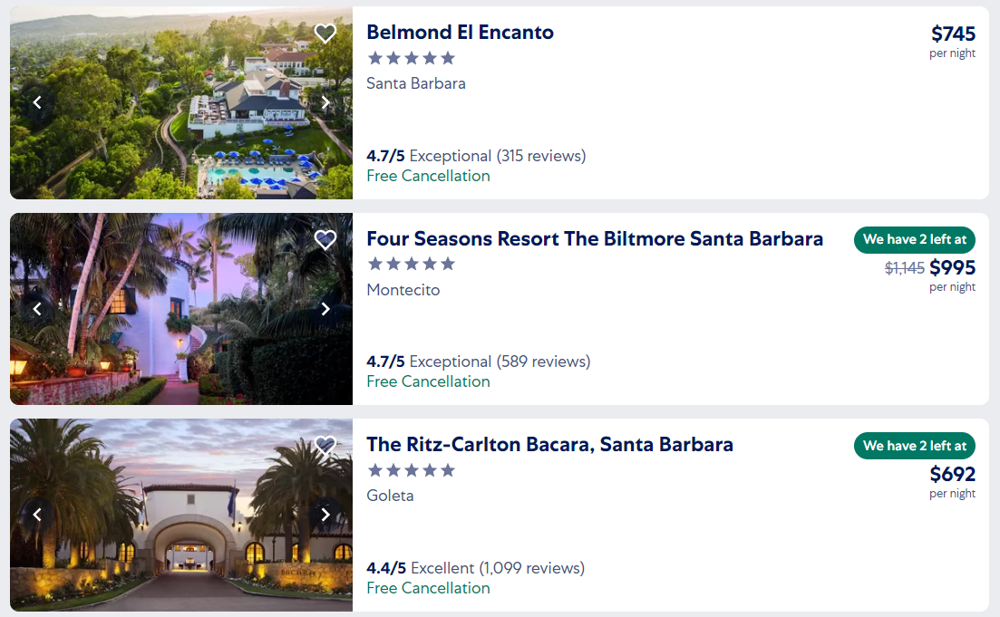 Belmond El Encanto
$745
per night
Santa Barbara
4.7/5 Exceptional (315 reviews)
Free Cancellation
Four Seasons Resort The Biltmore Santa Barbara
We have 2 left at
$1,145 $995
per night
Montecito
4.7/5 Exceptional (589 reviews)
Free Cancellation
The Ritz-Carlton Bacara, Santa Barbara
We have 2 left at
$692
per night
Goleta
BACARA
4.4/5 Excellent (1,099 reviews)
Free Cancellation